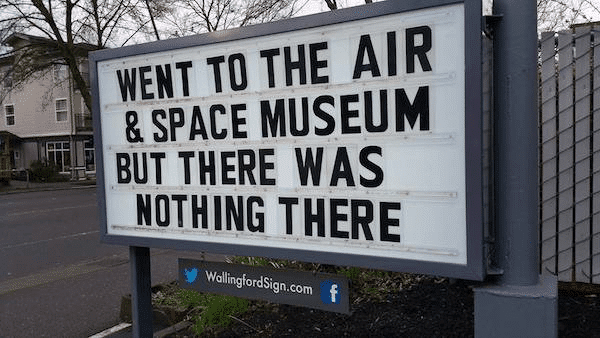 WENT TO THE AIR
& SPACE MUSEUM
BUT THERE WAS
NOTHING THERE
WallingfordSign.com f